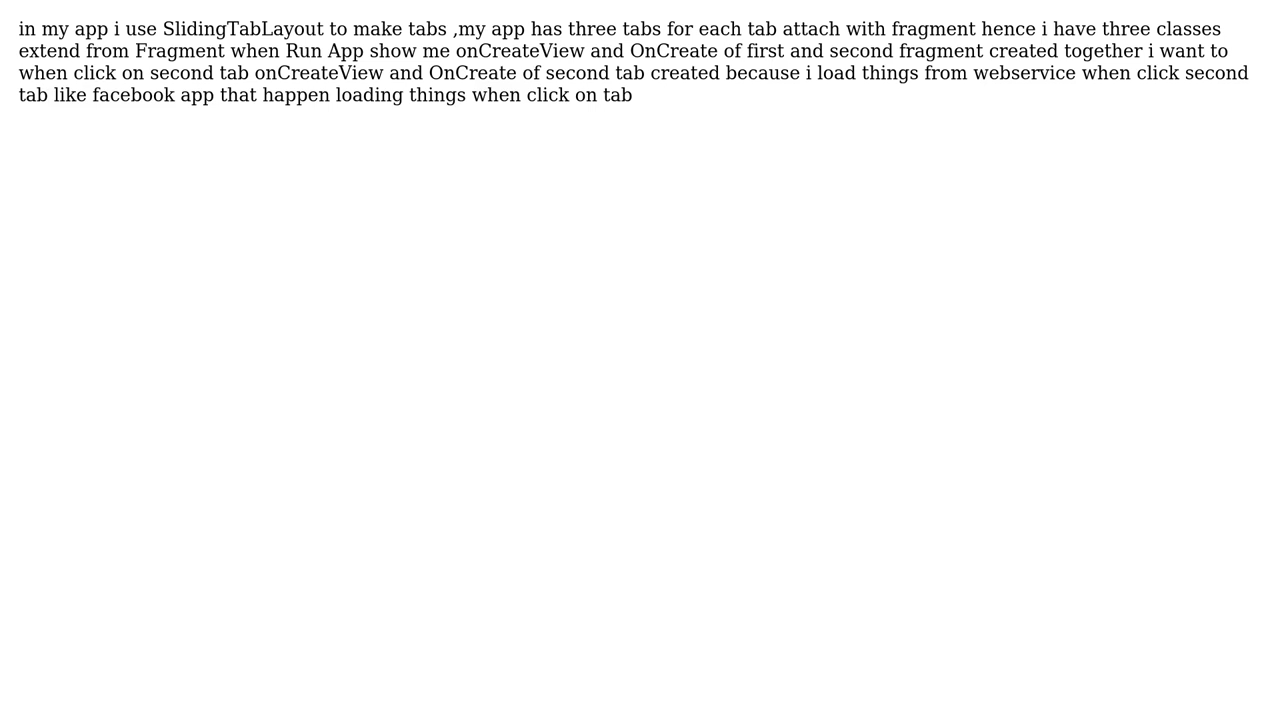 in my app i use SlidingTabLayout to make tabs ,my app has three tabs for each tab attach with fragment hence i have three classes
extend from Fragment when Run App show me onCreateView and OnCreate of first and second fragment created together i want to
when click on second tab onCreateView and OnCreate of second tab created because i load things from webservice when click second
tab like facebook app that happen loading things when click on tab